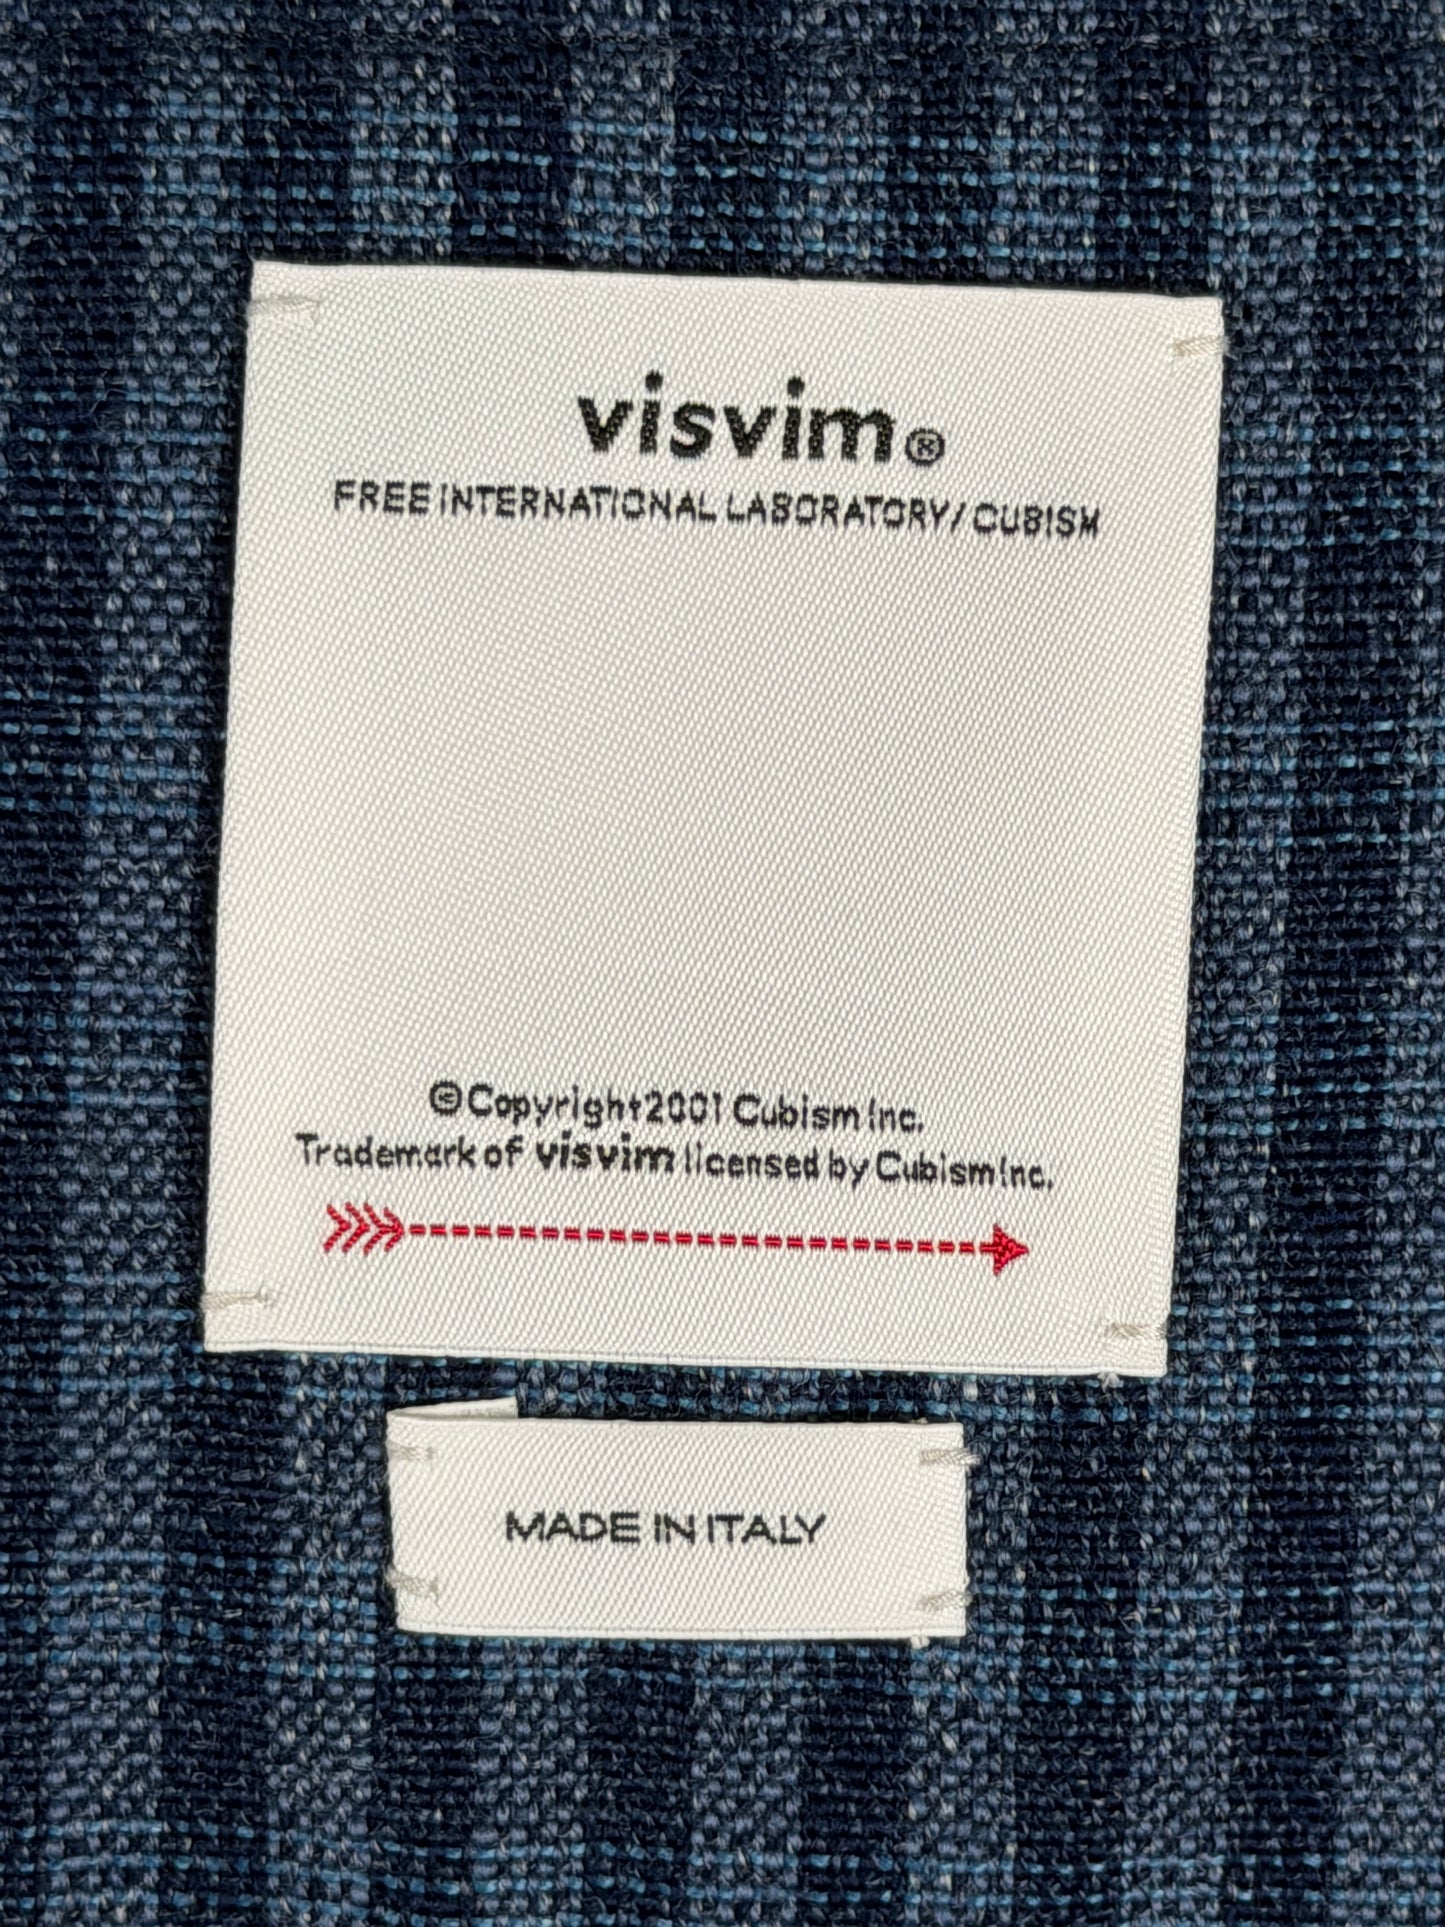 visvim®
FREE INTERNATIONAL LABORATORY/CUBISM
©Copyright2001 Cubism Inc.
Trademark of visvim licensed by Cubism Inc.
MADE IN ITALY